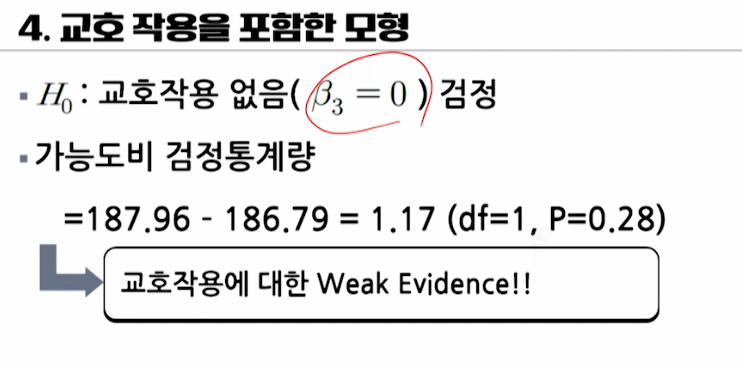 4. 교호 작용을 포함한 모형
▪ H₀ : 교호작용 없음( β₃ = 0 ) 검정
▪ 가능도비 검정통계량
=187.96 - 186.79 = 1.17 (df=1, P=0.28)
교호작용에 대한 Weak Evidence!!